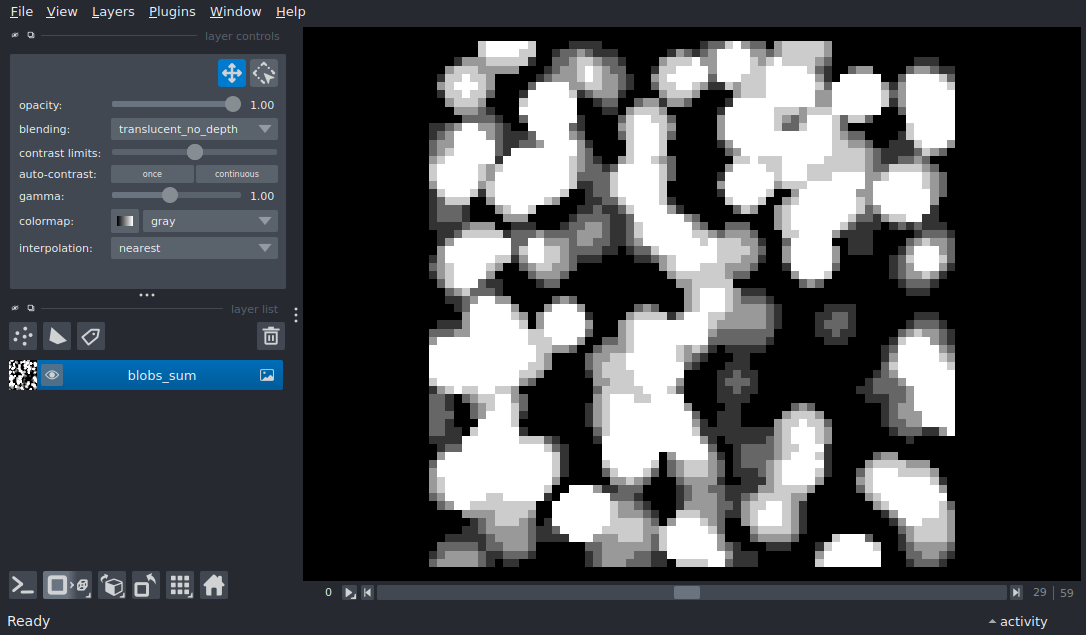 File View Layers Plugins Window Help
layer controls
opacity: 1.00
blending: translucent_no_depth
contrast limits:
auto-contrast: once continuous
gamma: 1.00
colormap: gray
interpolation: nearest
layer list
blobs_sum
0 29 59
Ready activity